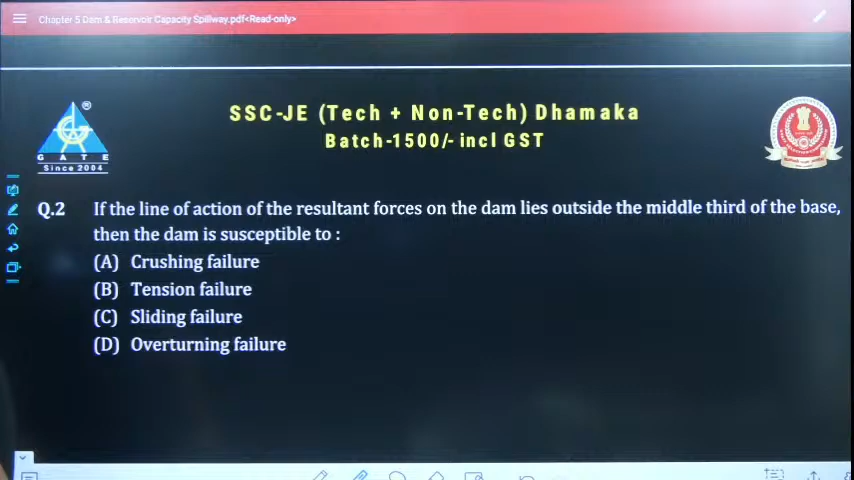 Chapter 5 Dam & Reservoir Capacity Spillway.pdf<Read-only>
SSC-JE (Tech + Non-Tech) Dhamaka
Batch-1500/- incl GST
®
GATE
Since 2004
Q.2 If the line of action of the resultant forces on the dam lies outside the middle third of the base,
then the dam is susceptible to :
(A) Crushing failure
(B) Tension failure
(C) Sliding failure
(D) Overturning failure